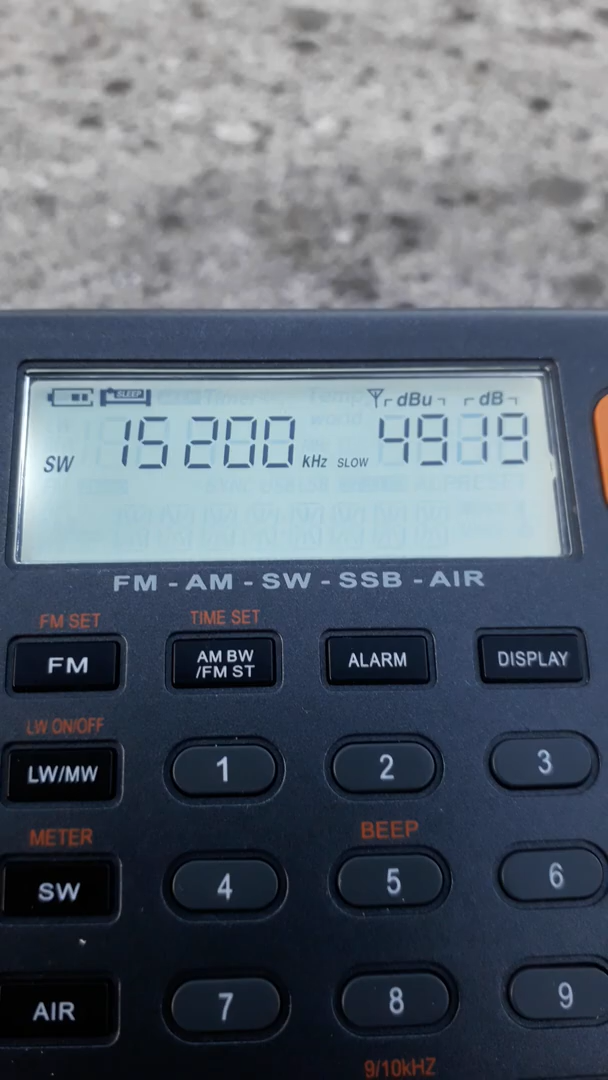 SLEEP
dBu dB
SW 15200 kHz SLOW 49 19
FM - AM - SW - SSB - AIR
FM SET TIME SET
FM AM BW /FM ST ALARM DISPLAY
LW ON/OFF
LW/MW 1 2 3
METER BEEP
SW 4 5 6
AIR 7 8 9
9/10kHZ